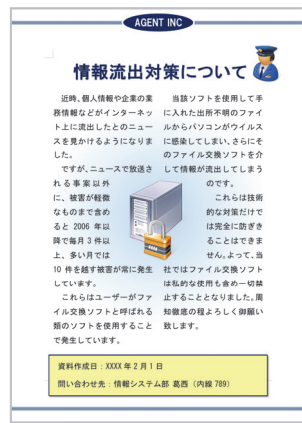 AGENT INC
情報流出対策について
近時、個人情報や企業の業
務情報などがインターネッ
ト上に流出したとのニュー
スを見かけるようになりま
した。
ですが、ニュースで放送さ
れる事案以外
に、被害が軽微
なものまで含め
ると 2006 年以
降で毎月 3 件以
上、多い月では
10 件を越す被害が常に発生
しています。
これらはユーザーがファ
イル交換ソフトと呼ばれる
類のソフトを使用すること
で発生しています。
当該ソフトを使用して手
に入れた出所不明のファイ
ルからパソコンがウイルス
に感染してしまい、さらにそ
のファイル交換ソフトを介
して情報が流出してしまう
のです。
これらは技術
的な対策だけで
は完全に防ぎき
ることはできま
せん。よって、当
社ではファイル交換ソフト
は私的な使用も含め一切禁
止することとなりました。周
知徹底の程よろしく御願い
致します。
資料作成日：XXXX 年 2 月 1 日
問い合わせ先：情報システム部 葛西（内線 789）